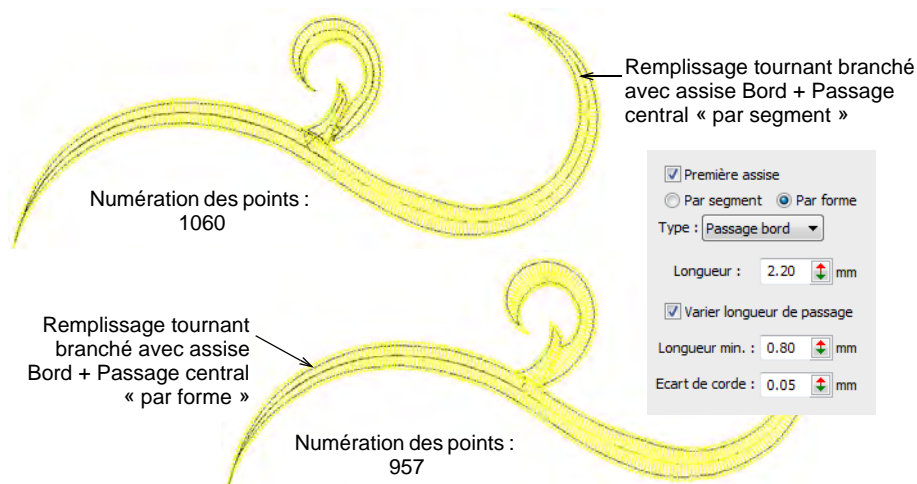 Remplissage tournant branché
avec assise Bord + Passage
central « par segment »
Numération des points :
1060
Première assise
Par segment Par forme
Type : Passage bord
Longueur : 2.20 mm
Varier longueur de passage
Longueur min. : 0.80 mm
Ecart de corde : 0.05 mm
Remplissage tournant
branché avec assise
Bord + Passage central
« par forme »
Numération des points :
957